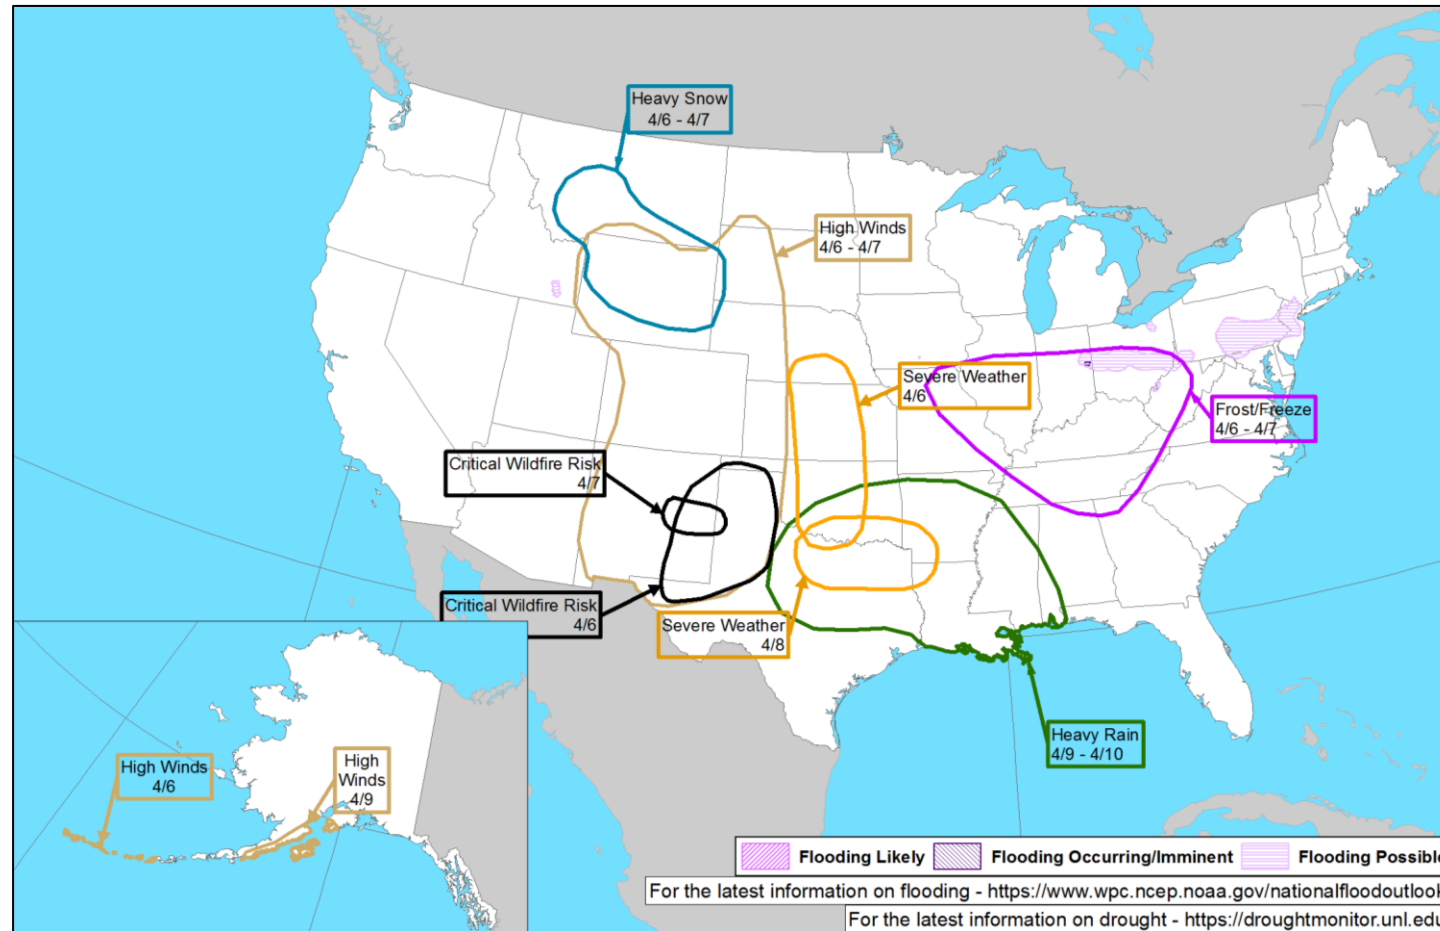 Heavy Snow
4/6 - 4/7
High Winds
4/6 - 4/7
Severe Weather
4/6
Frost/Freeze
4/6 - 4/7
Critical Wildfire Risk
4/7
Critical Wildfire Risk
4/6
Severe Weather
4/8
Heavy Rain
4/9 - 4/10
High Winds
4/6
High
Winds
4/9
Flooding Likely
Flooding Occurring/Imminent
Flooding Possible
For the latest information on flooding - https://www.wpc.ncep.noaa.gov/nationalfloodoutlook
For the latest information on drought - https://droughtmonitor.unl.edu